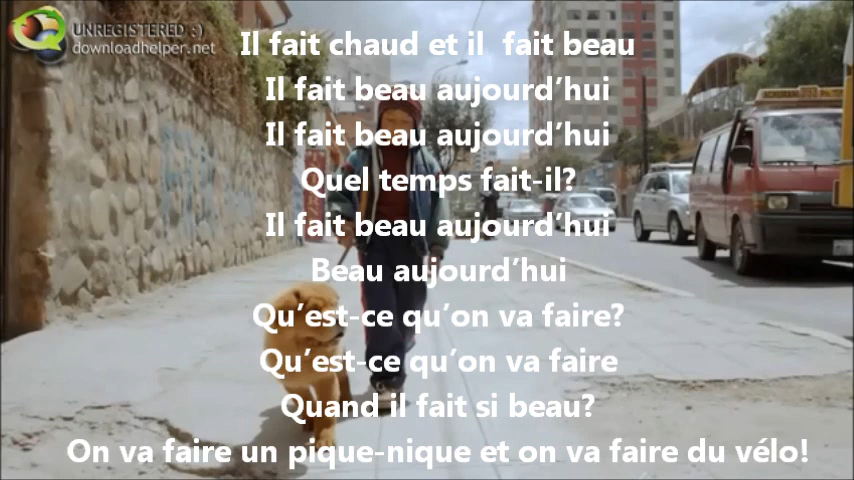 UNREGISTERED :)
downloadhelper.net
Il fait chaud et il  fait beau
Il fait beau aujourd’hui
Il fait beau aujourd’hui
Quel temps fait-il?
Il fait beau aujourd’hui
Beau aujourd’hui
Qu’est-ce qu’on va faire?
Qu’est-ce qu’on va faire
Quand il fait si beau?
On va faire un pique-nique et on va faire du vélo!